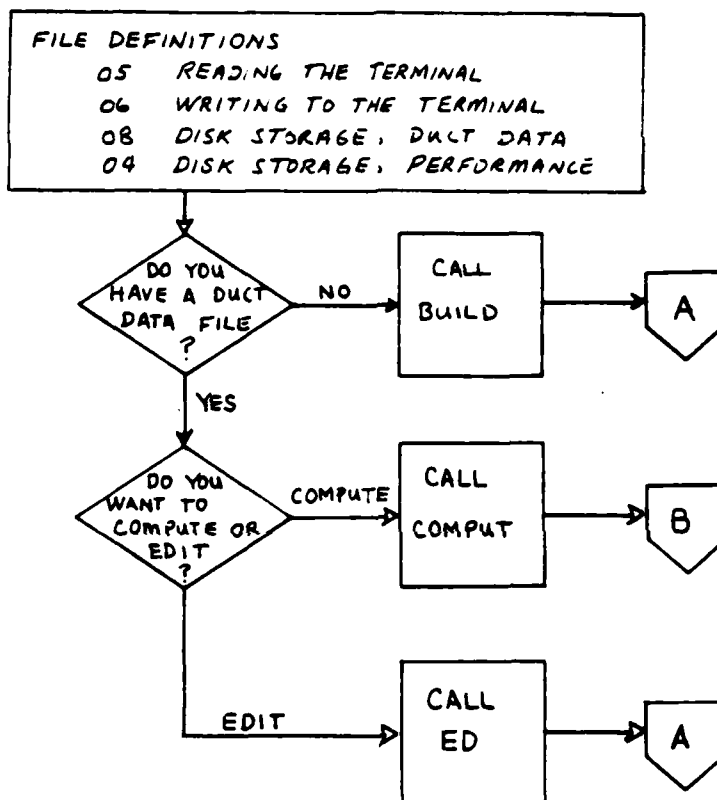 FILE DEFINITIONS
05 READING THE TERMINAL
06 WRITING TO THE TERMINAL
08 DISK STORAGE, DUCT DATA
04 DISK STORAGE, PERFORMANCE
DO YOU
HAVE A DUCT
DATA FILE
?
NO
CALL
BUILD
A
YES
DO YOU
WANT TO
COMPUTE OR
EDIT
?
COMPUTE
CALL
COMPUT
B
EDIT
CALL
ED
A